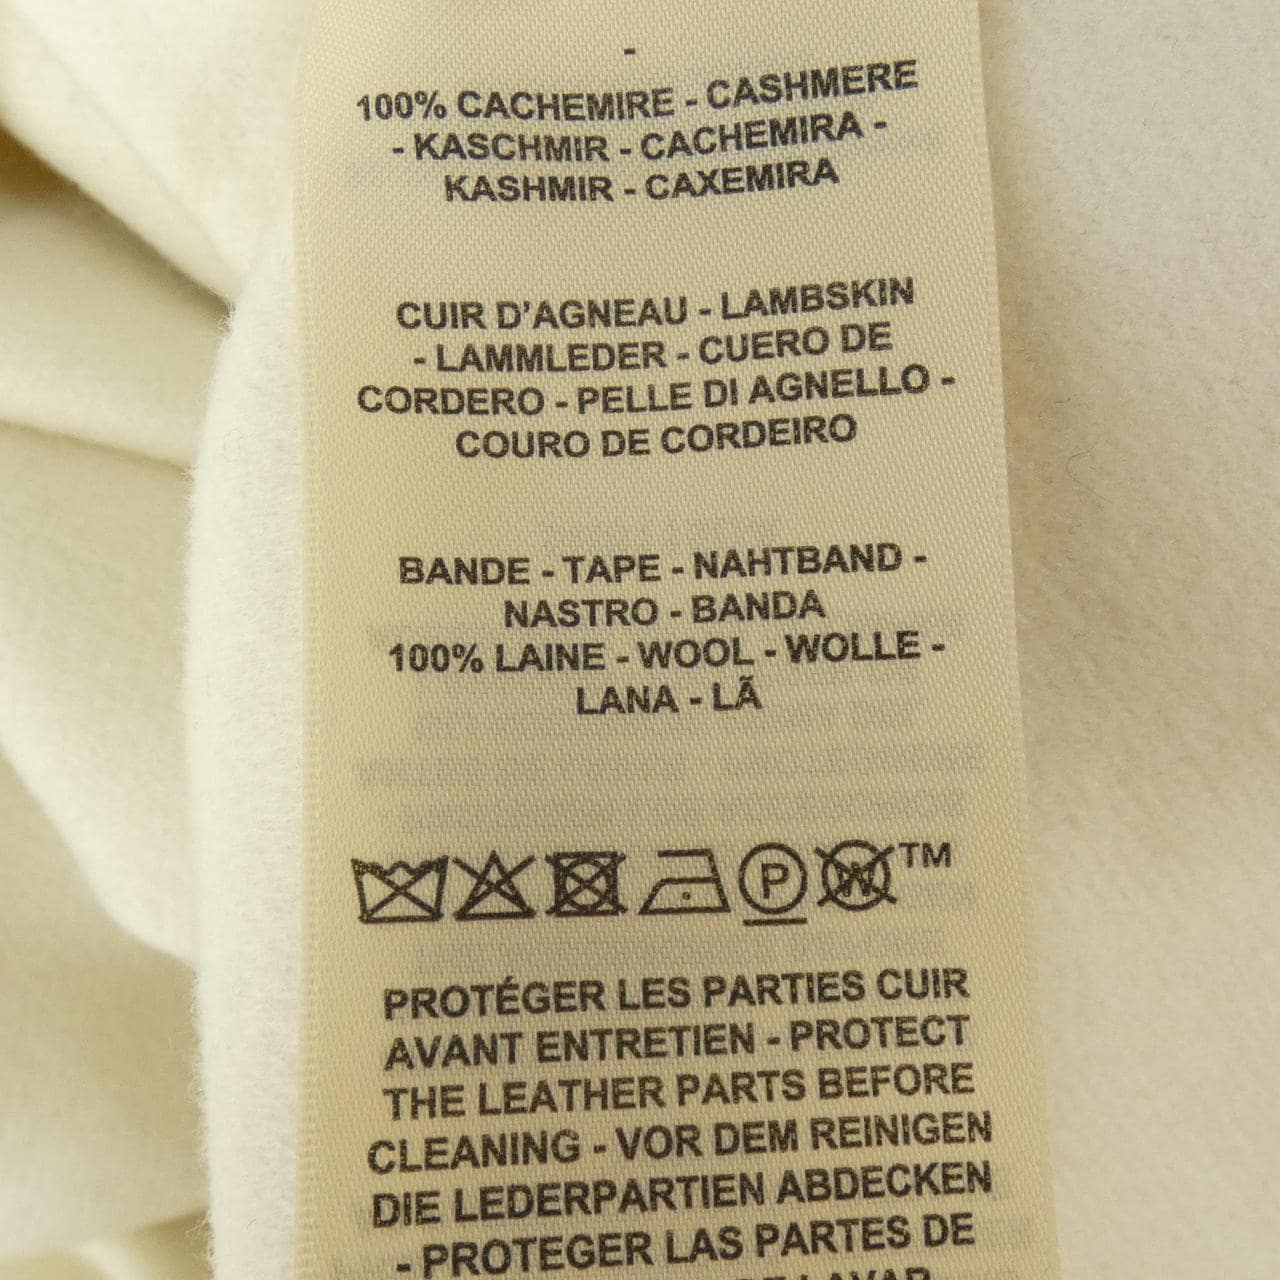 -
100% CACHEMIRE - CASHMERE
- KASCHMIR - CACHEMIRA -
KASHMIR - CAXEMIRA
CUIR D'AGNEAU - LAMBSKIN
- LAMMLEDER - CUERO DE
CORDERO - PELLE DI AGNELLO -
COURO DE CORDEIRO
BANDE - TAPE - NAHTBAND -
NASTRO - BANDA
100% LAINE - WOOL - WOLLE -
LANA - LÃ
P W TM
PROTÉGER LES PARTIES CUIR
AVANT ENTRETIEN - PROTECT
THE LEATHER PARTS BEFORE
CLEANING - VOR DEM REINIGEN
DIE LEDERPARTIEN ABDECKEN
- PROTEGER LAS PARTES DE